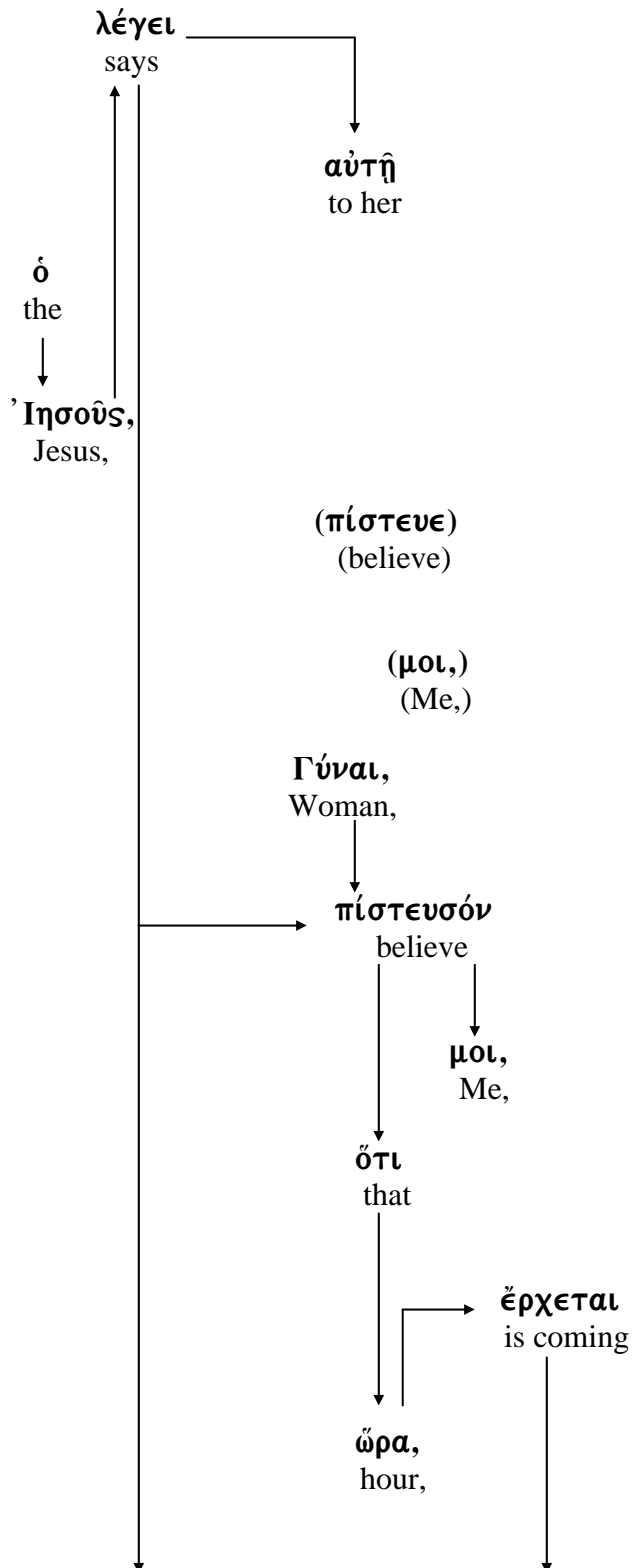 λέγει
says
αὐτῇ
to her
ὁ
the
Ἰησοῦς,
Jesus,
(πίστευε)
(believe)
(μοι,)
(Me,)
Γύναι,
Woman,
πίστευσόν
believe
μοι,
Me,
ὅτι
that
ἔρχεται
is coming
ὥρα,
hour,